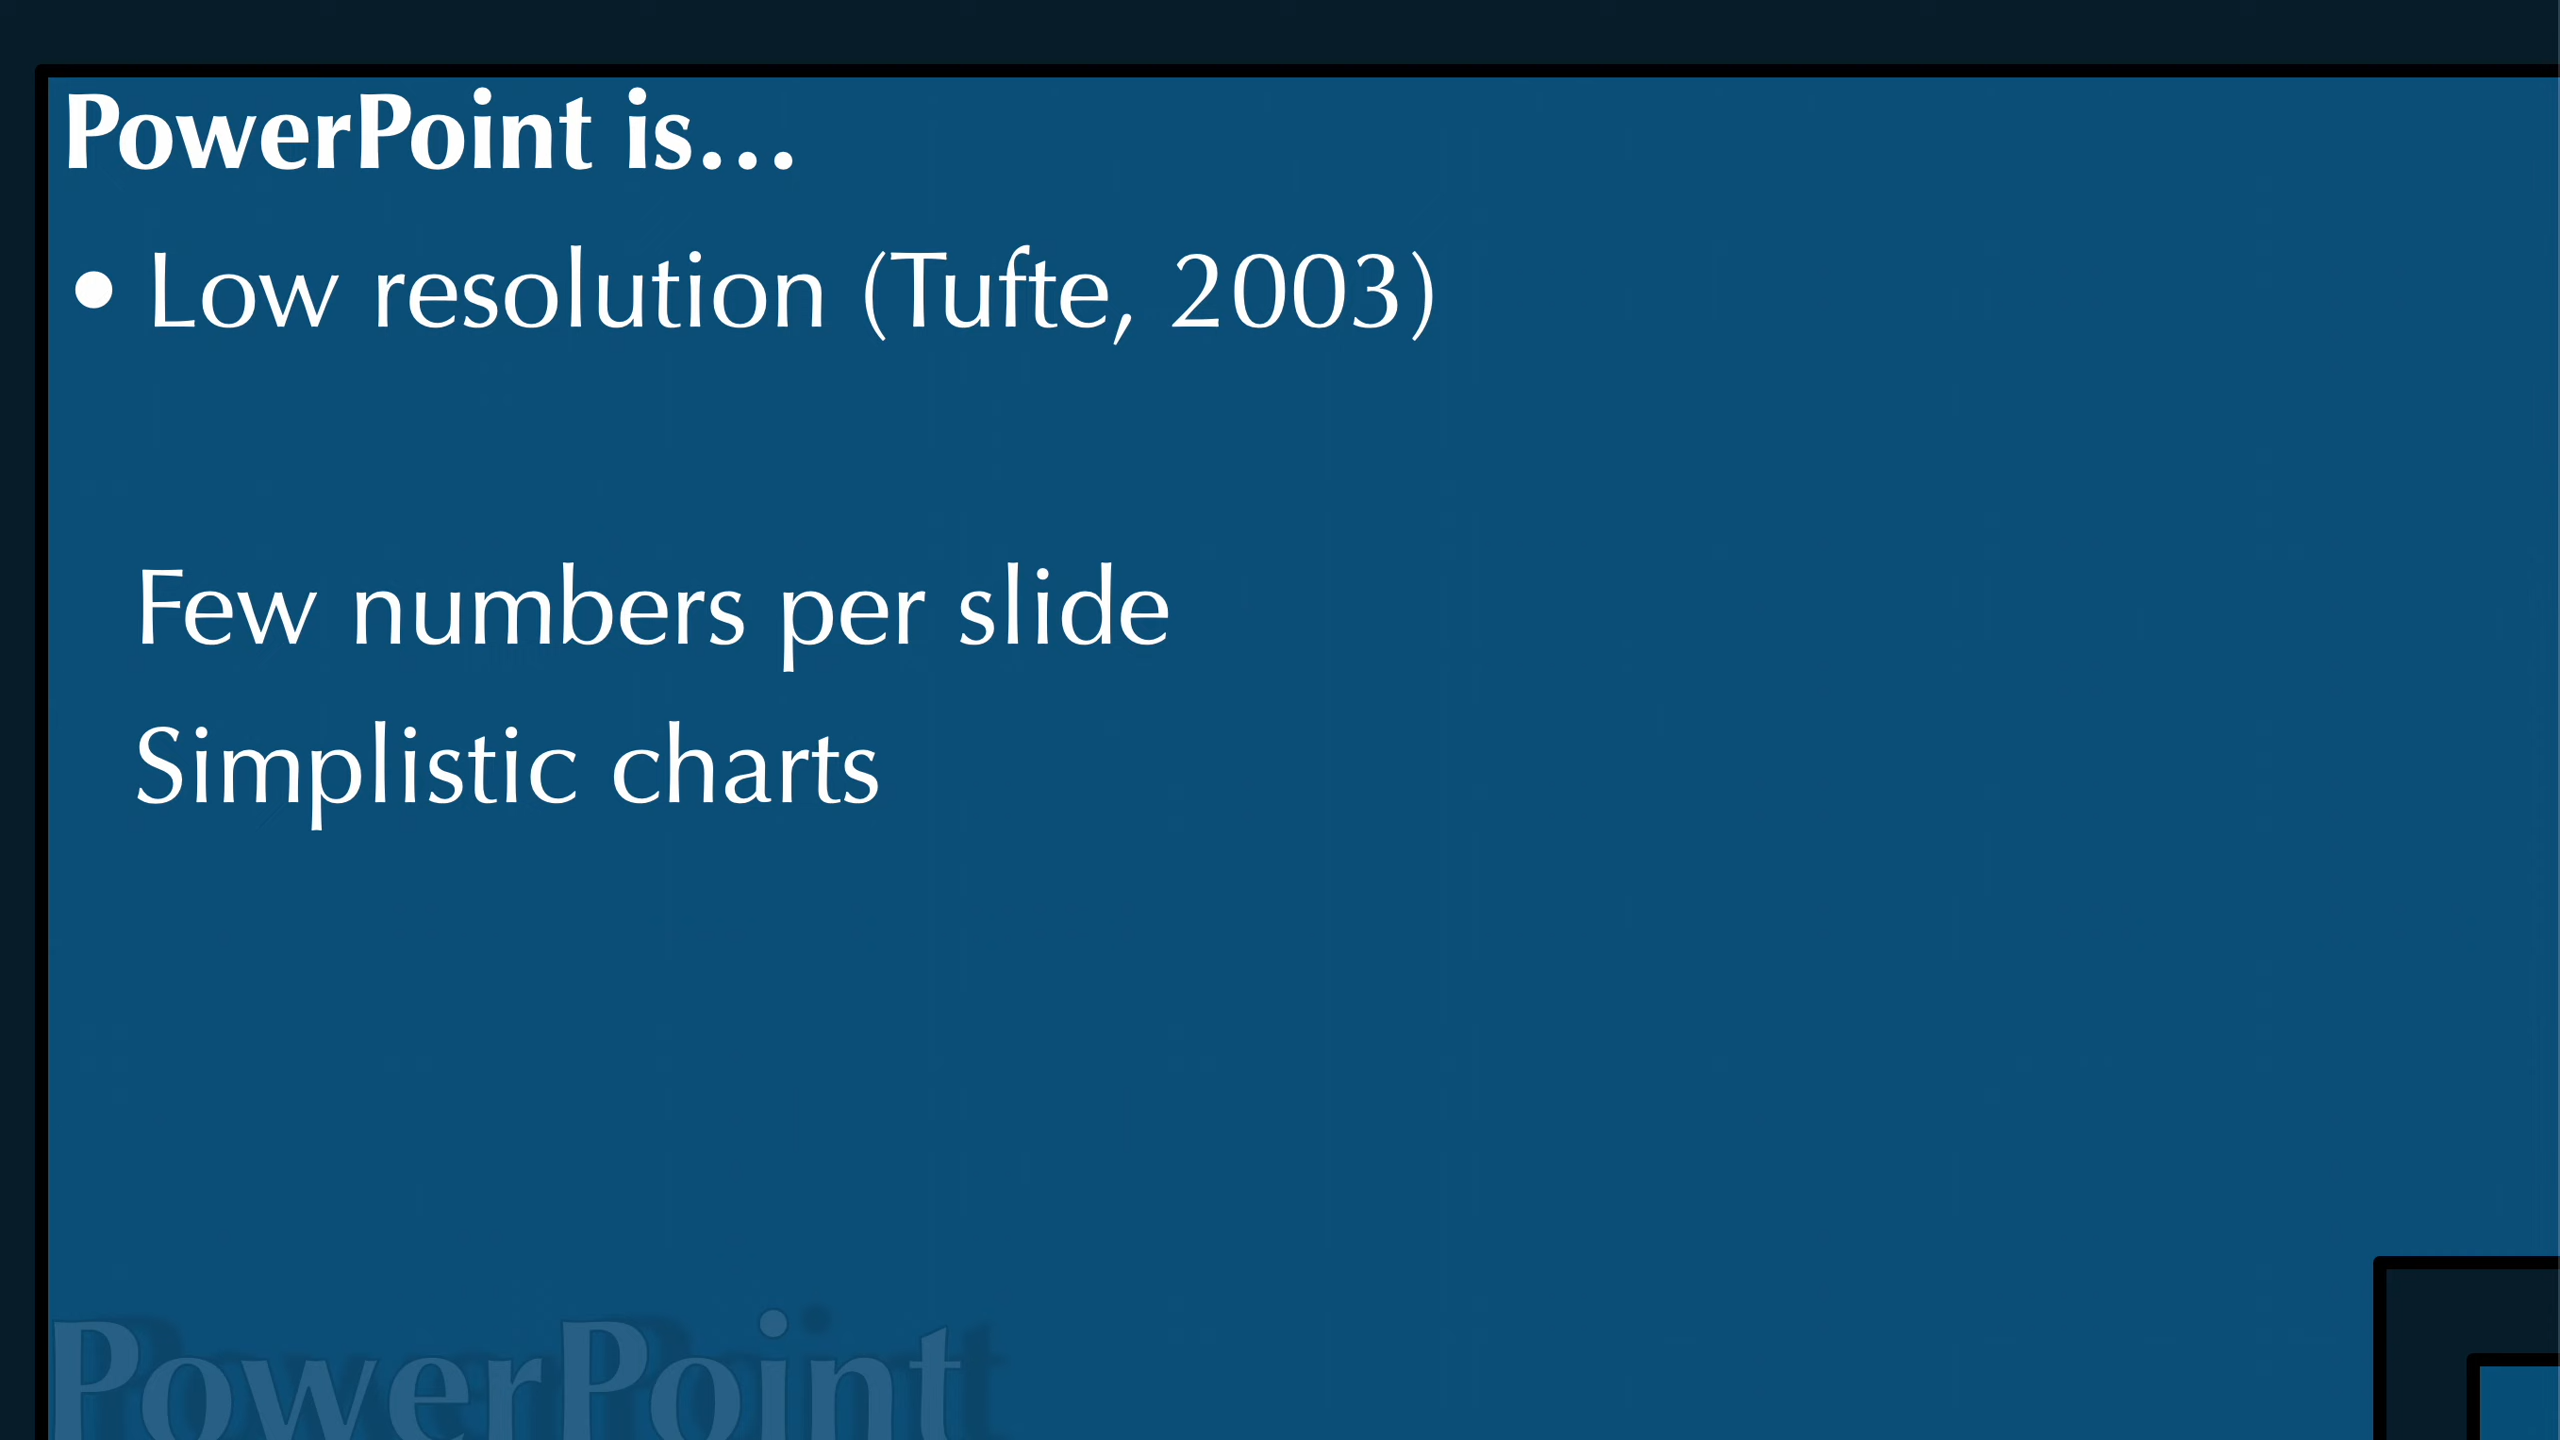 PowerPoint is…
• Low resolution (Tufte, 2003)
Few numbers per slide
Simplistic charts
PowerPoint